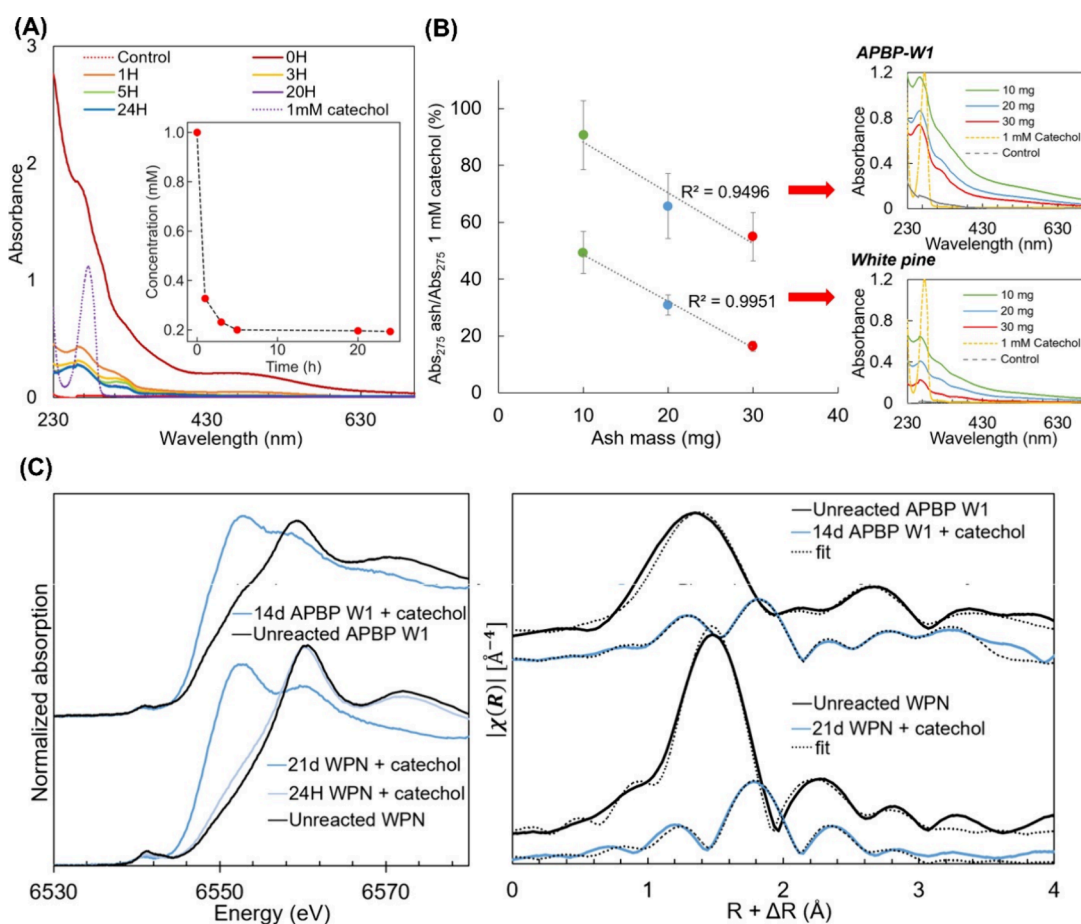 (A)
3
2
1
0
Absorbance
230
430
630
Wavelength (nm)
Control
0H
1H
3H
5H
20H
24H
1mM catechol
1.0
0.8
0.6
0.4
0.2
Concentration (mM)
0
10
20
Time (h)
(B)
100
80
60
40
20
0
Abs275 ash/Abs275 1 mM catechol (%)
R² = 0.9496
R² = 0.9951
0
10
20
30
40
Ash mass (mg)
APBP-W1
1.2
0.8
0.4
0
Absorbance
10 mg
20 mg
30 mg
1 mM Catechol
Control
230
430
630
Wavelength (nm)
White pine
1.2
0.8
0.4
0
Absorbance
10 mg
20 mg
30 mg
1 mM Catechol
Control
230
430
630
Wavelength (nm)
(C)
Normalized absorption
14d APBP W1 + catechol
Unreacted APBP W1
21d WPN + catechol
24H WPN + catechol
Unreacted WPN
6530
6550
6570
Energy (eV)
|χ(R)| [Å⁻⁴]
Unreacted APBP W1
14d APBP W1 + catechol
fit
Unreacted WPN
21d WPN + catechol
fit
0
1
2
3
4
R + ΔR (Å)